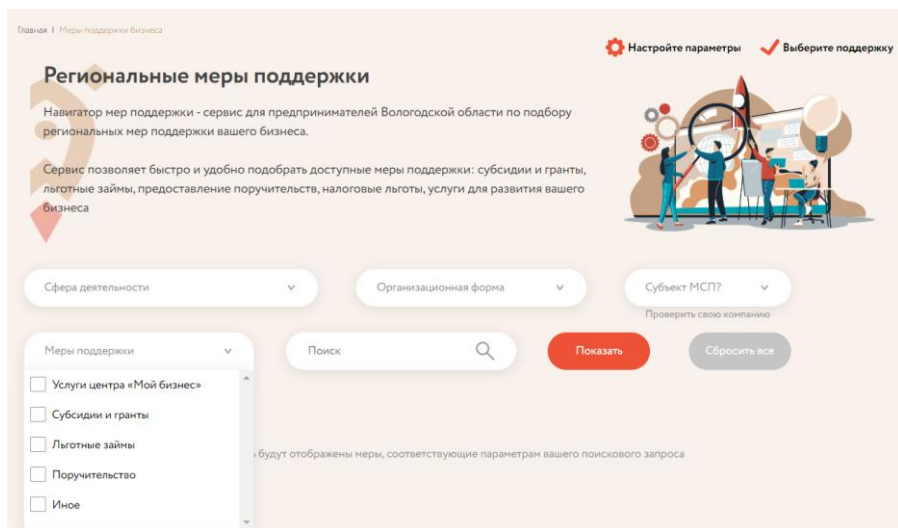 Главная | Меры поддержки бизнеса
Настройте параметры
Выберите поддержку
Региональные меры поддержки
Навигатор мер поддержки - сервис для предпринимателей Вологодской области по подбору
региональных мер поддержки вашего бизнеса.
Сервис позволяет быстро и удобно подобрать доступные меры поддержки: субсидии и гранты,
льготные займы, предоставление поручительств, налоговые льготы, услуги для развития вашего
бизнеса
Сфера деятельности
Организационная форма
Субъект МСП?
Проверить свою компанию
Меры поддержки
Поиск
Показать
Сбросить все
Услуги центра «Мой бизнес»
Субсидии и гранты
Льготные займы
будут отображены меры, соответствующие параметрам вашего поискового запроса
Поручительство
Иное